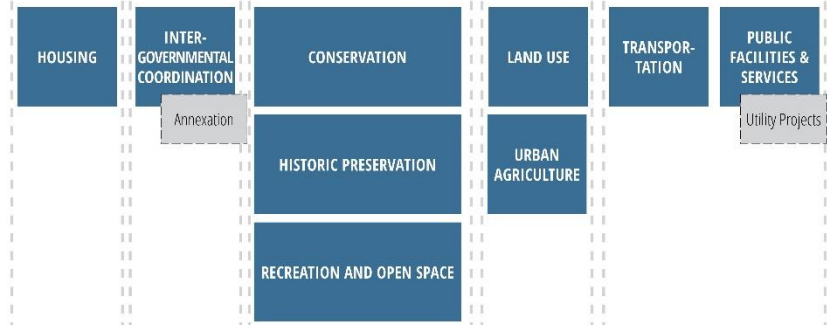 HOUSING
INTER-
GOVERNMENTAL
COORDINATION
Annexation
CONSERVATION
LAND USE
TRANSPOR-
TATION
PUBLIC
FACILITIES &
SERVICES
Utility Projects
HISTORIC PRESERVATION
URBAN
AGRICULTURE
RECREATION AND OPEN SPACE